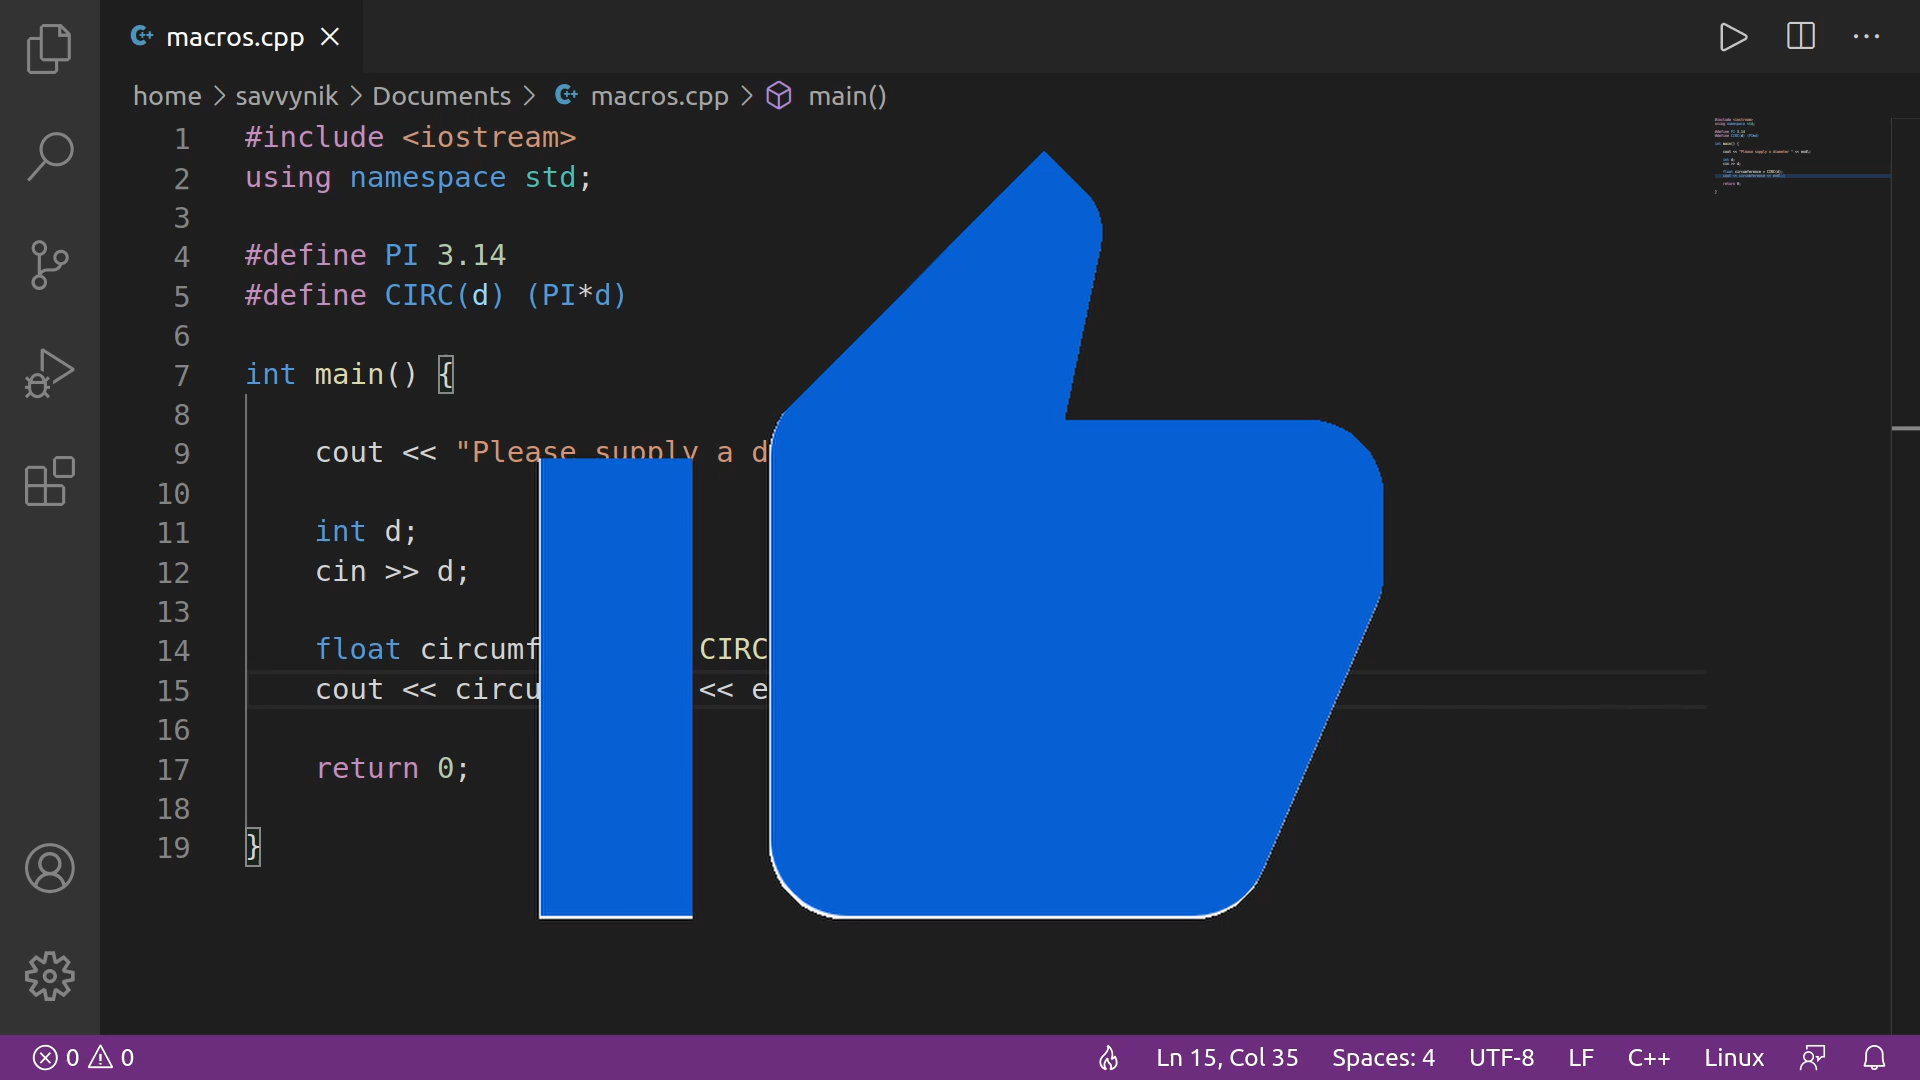 macros.cpp
home > savvynik > Documents > macros.cpp > main()
1 #include <iostream>
2 using namespace std;
3
4 #define PI 3.14
5 #define CIRC(d) (PI*d)
6
7 int main() {
8
9 cout << "Please supply a d
10
11 int d;
12 cin >> d;
13
14 float circumf CIRC
15 cout << circu << e
16
17 return 0;
18
19 }
0 0 Ln 15, Col 35 Spaces: 4 UTF-8 LF C++ Linux